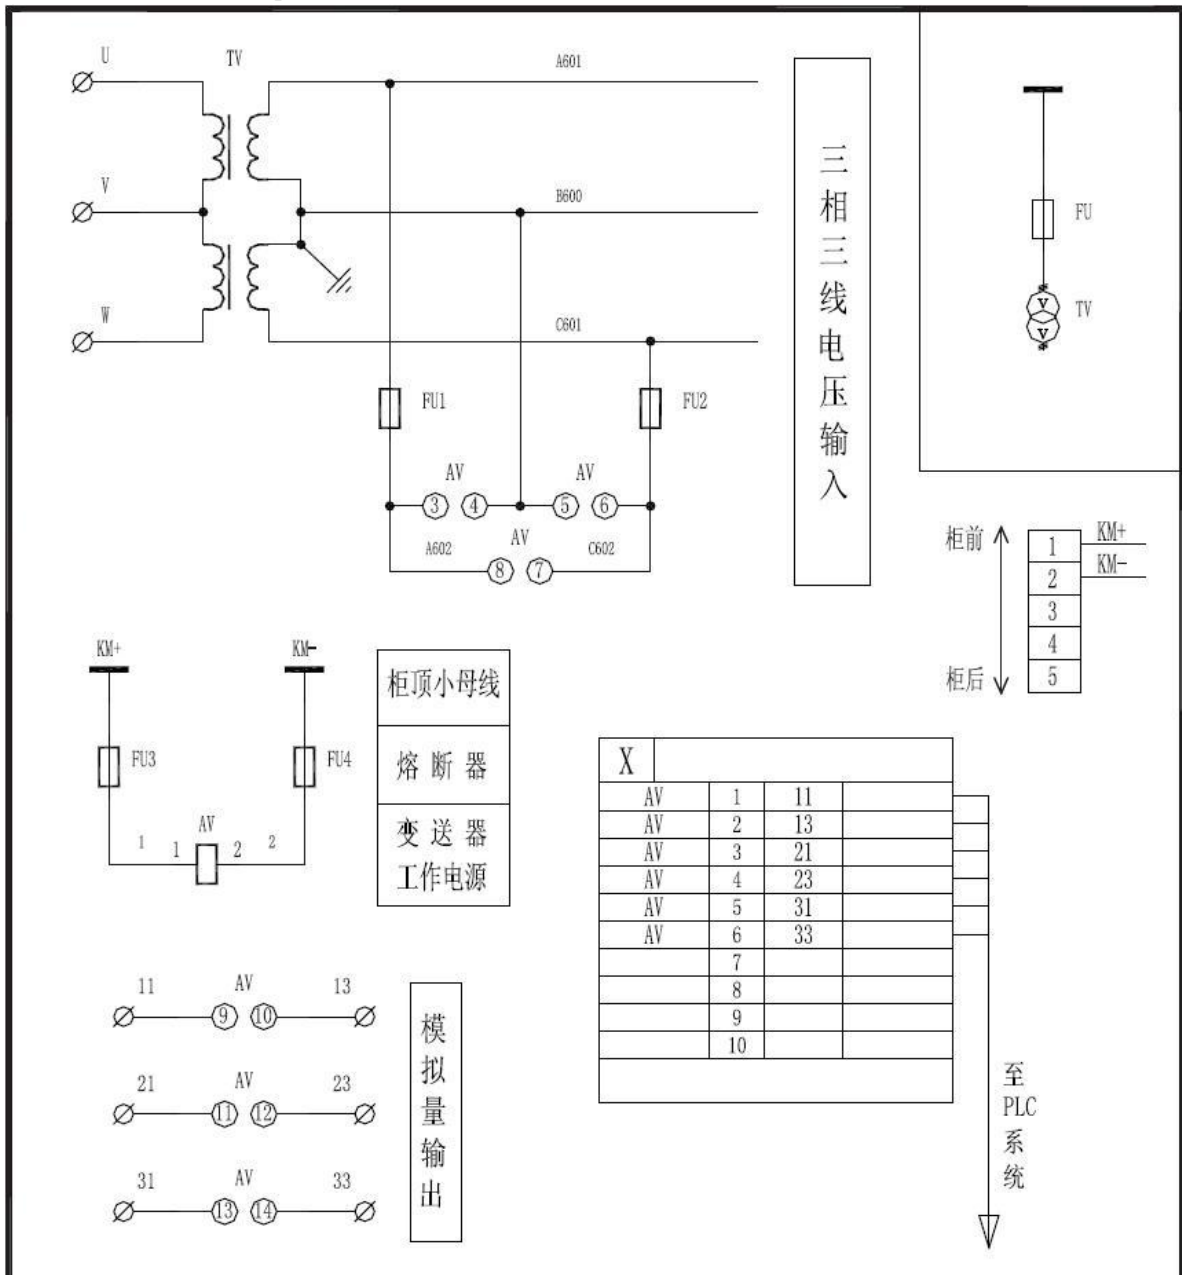 U
TV
A601
V
B600
W
C601
FU1
FU2
AV
AV
3
4
5
6
A602
AV
C602
8
7
三相三线电压输入
FU
TV
V
V
柜前
柜后
1
KM+
2
KM-
3
4
5
KM+
KM-
FU3
FU4
1
1
AV
2
2
柜顶小母线
熔断器
变送器
工作电源
X
AV 1 11
AV 2 13
AV 3 21
AV 4 23
AV 5 31
AV 6 33
7
8
9
10
至
PLC
系
统
11
AV
13
9
10
21
AV
23
11
12
31
AV
33
13
14
模拟量输出